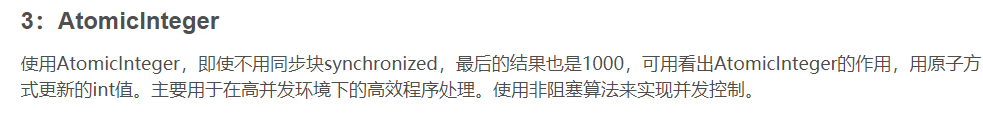 3：AtomicInteger
使用AtomicInteger，即使不用同步块synchronized，最后的结果也是1000，可用看出AtomicInteger的作用，用原子方
式更新的int值。主要用于在高并发环境下的高效程序处理。使用非阻塞算法来实现并发控制。